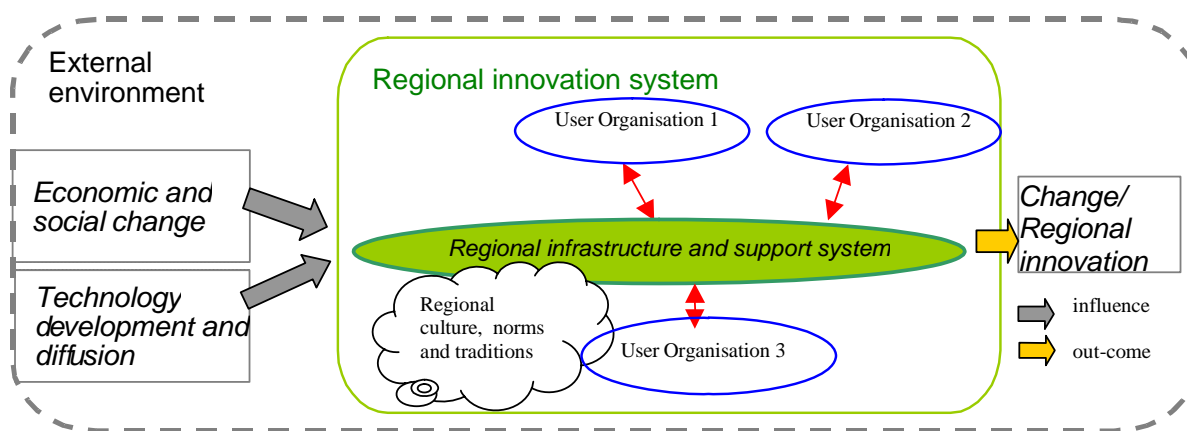 External
environment
Regional innovation system
User Organisation 1
User Organisation 2
Economic and
social change
Technology
development and
diffusion
Regional infrastructure and support system
Regional
culture,  norms
and traditions
User Organisation 3
Change/
Regional
innovation
influence
out-come